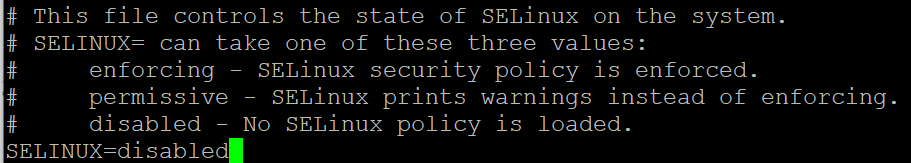 # This file controls the state of SELinux on the system.
# SELINUX= can take one of these three values:
#     enforcing - SELinux security policy is enforced.
#     permissive - SELinux prints warnings instead of enforcing.
#     disabled - No SELinux policy is loaded.
SELINUX=disabled